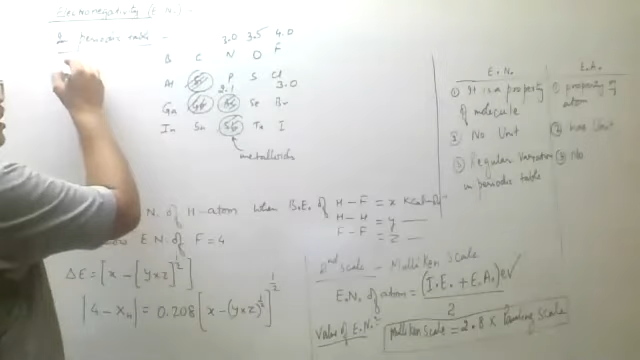 Electronegativity (E.N.)
In periodic table -
3.0 3.5 4.0
B C N O F
Al Si P S Cl
2.1 3.0
Ga Ge As Se Br
In Sn Sb Te I
metalloids
N. of H-atom when B.E. of H-F = x Kcal
H-H = y
F-F = z
E.N. of F = 4
ΔE = [x - (y×z)^1/2]
|4 - X_H| = 0.208 [x - (y×z)^1/2]^1/2
E.N.
① It is a property of molecule
② No Unit
③ Regular variation in periodic table
E.A.
① property of atom
② Has Unit
③ No
2nd Scale - Mulliken Scale
E.N. of atom = (I.E. + E.A.) eV / 2
Value of E.N. =
Mulliken Scale = 2.8 × Pauling Scale